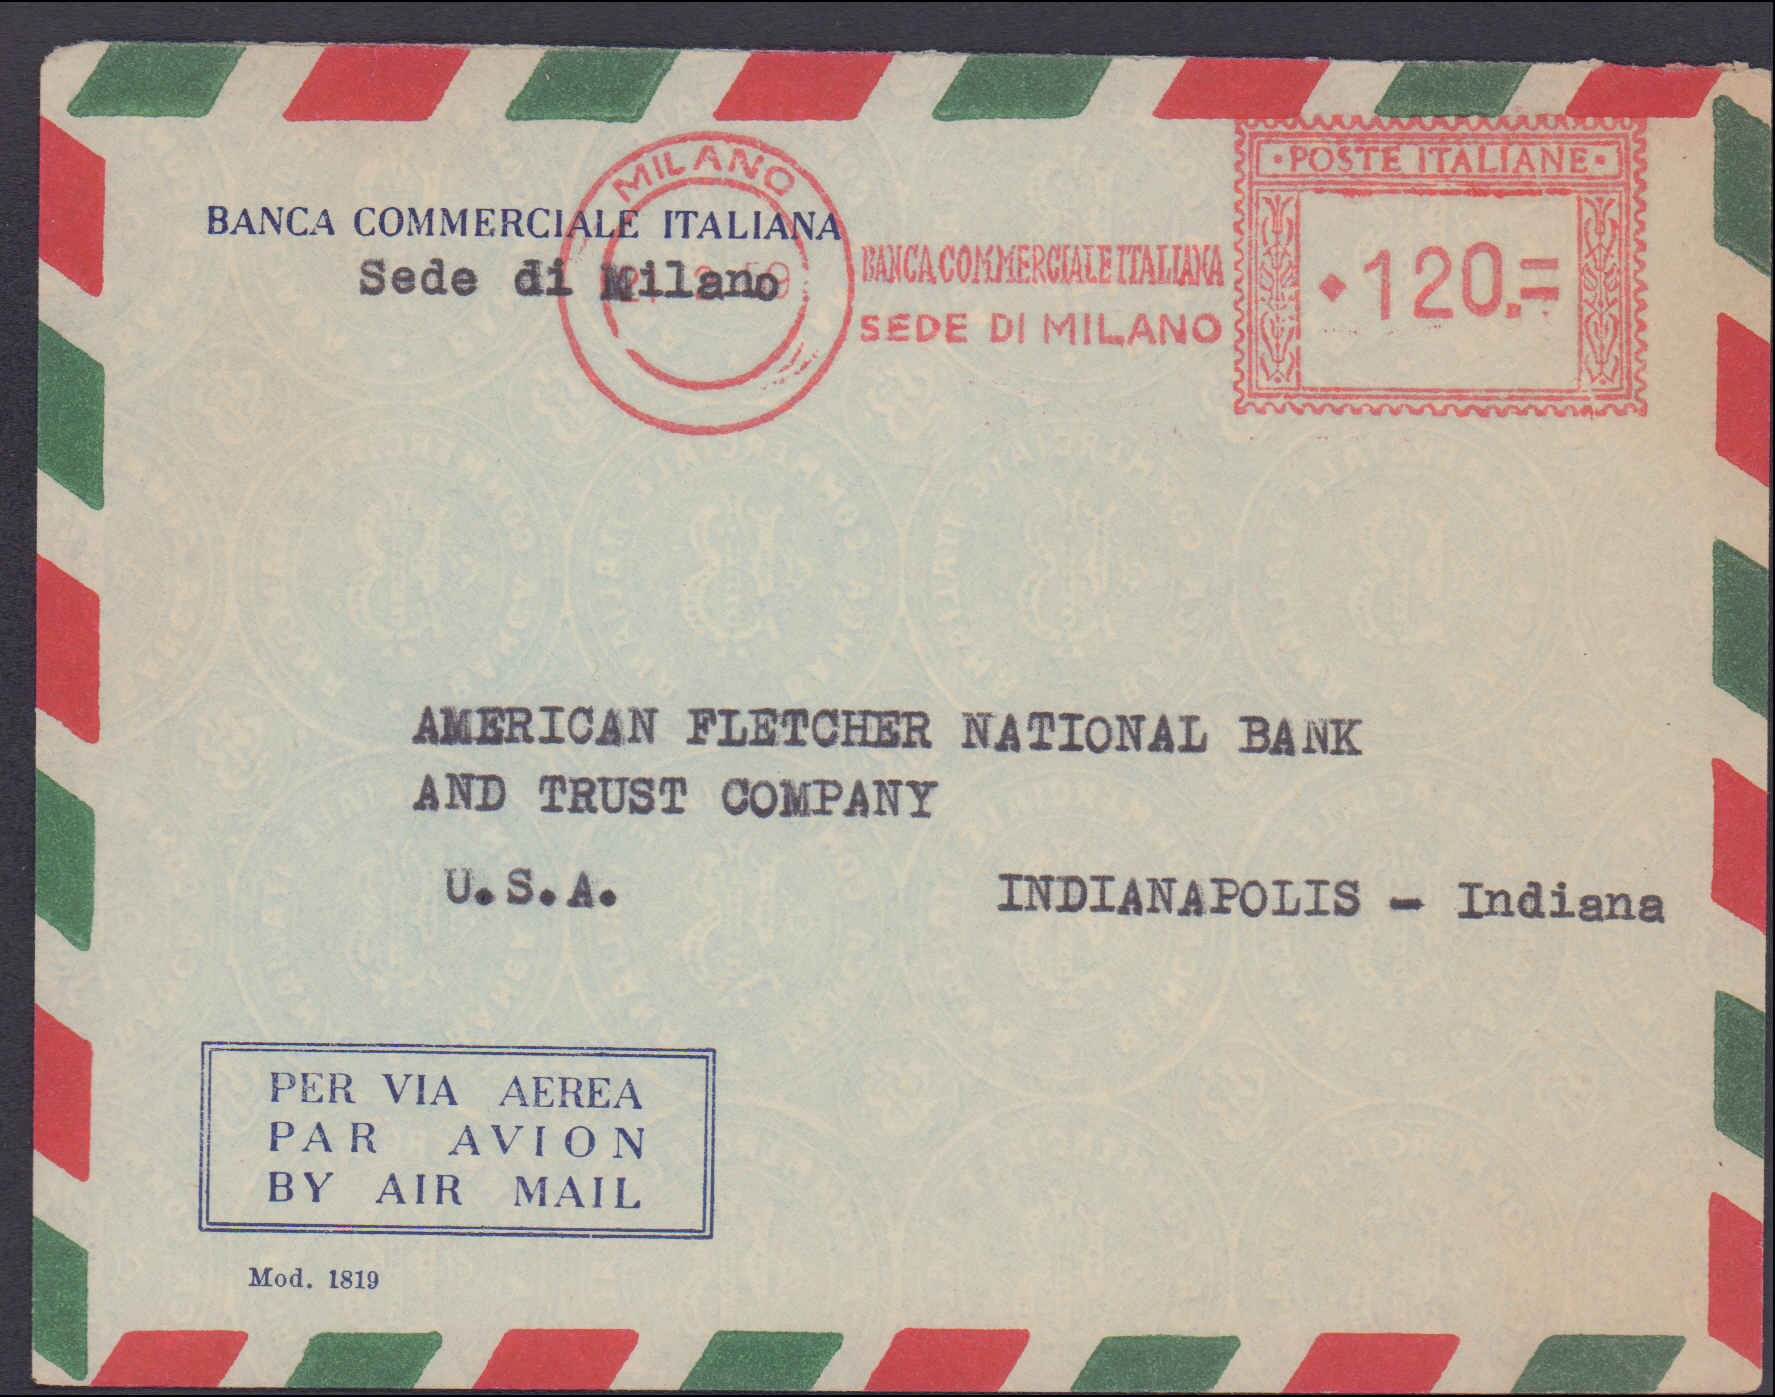 BANCA COMMERCIALE ITALIANA
Sede di Milano
MILANO
BANCA COMMERCIALE ITALIANA
SEDE DI MILANO
·POSTE ITALIANE·
120.=
AMERICAN FLETCHER NATIONAL BANK
AND TRUST COMPANY
U.S.A.
INDIANAPOLIS - Indiana
PER VIA AEREA
PAR AVION
BY AIR MAIL
Mod. 1819